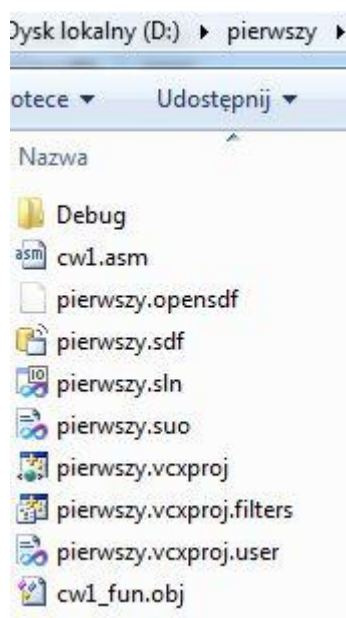 Dysk lokalny (D:) pierwszy
otece Udostępnij
Nazwa
Debug
asm cw1.asm
pierwszy.opensdf
pierwszy.sdf
10 pierwszy.sln
pierwszy.suo
pierwszy.vcxproj
pierwszy.vcxproj.filters
pierwszy.vcxproj.user
cw1_fun.obj